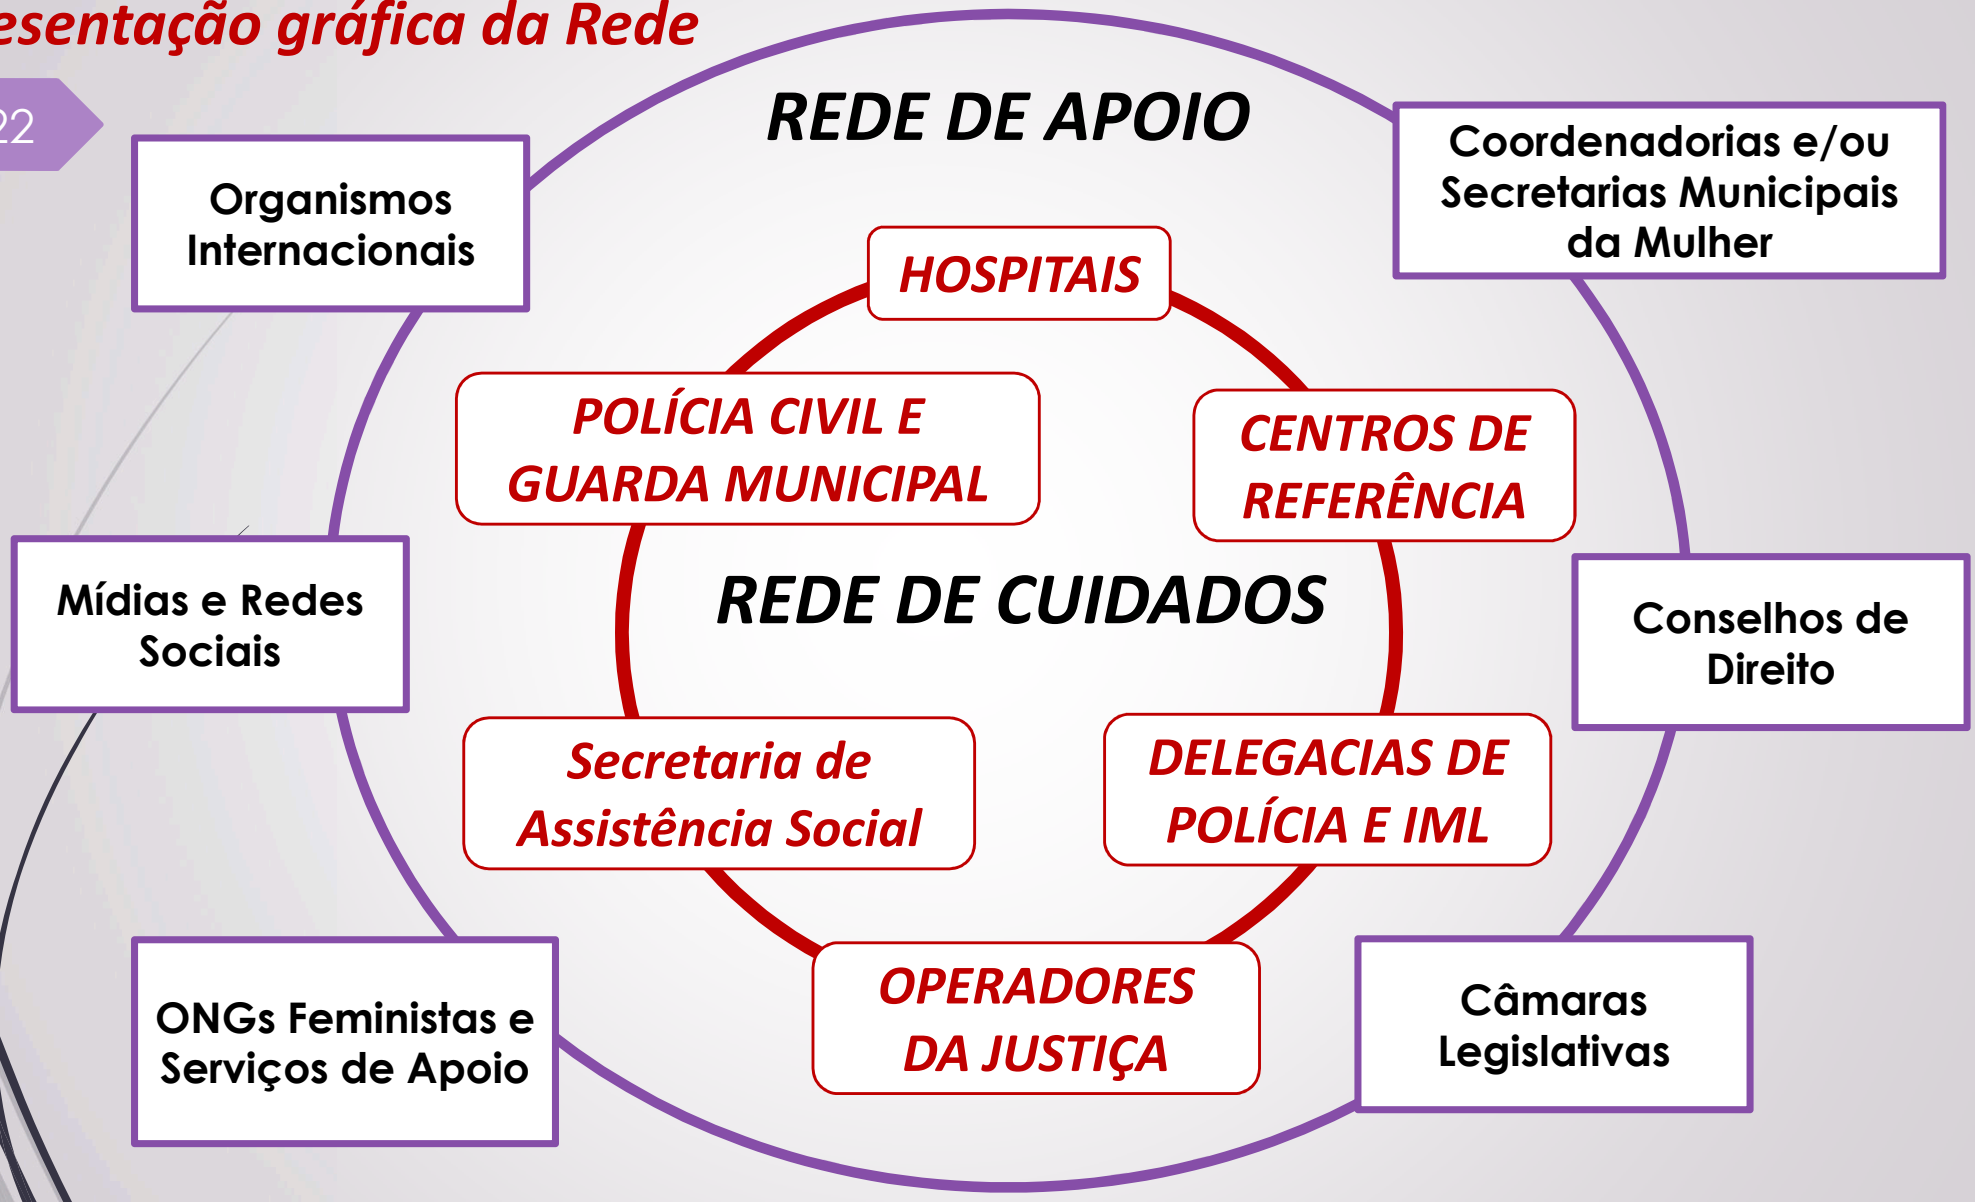 esentação gráfica da Rede
22
REDE DE APOIO
Organismos
Internacionais
Coordenadorias e/ou
Secretarias Municipais
da Mulher
HOSPITAIS
POLÍCIA CIVIL E
GUARDA MUNICIPAL
CENTROS DE
REFERÊNCIA
Mídias e Redes
Sociais
REDE DE CUIDADOS
Conselhos de
Direito
Secretaria de
Assistência Social
DELEGACIAS DE
POLÍCIA E IML
ONGs Feministas e
Serviços de Apoio
OPERADORES
DA JUSTIÇA
Câmaras
Legislativas